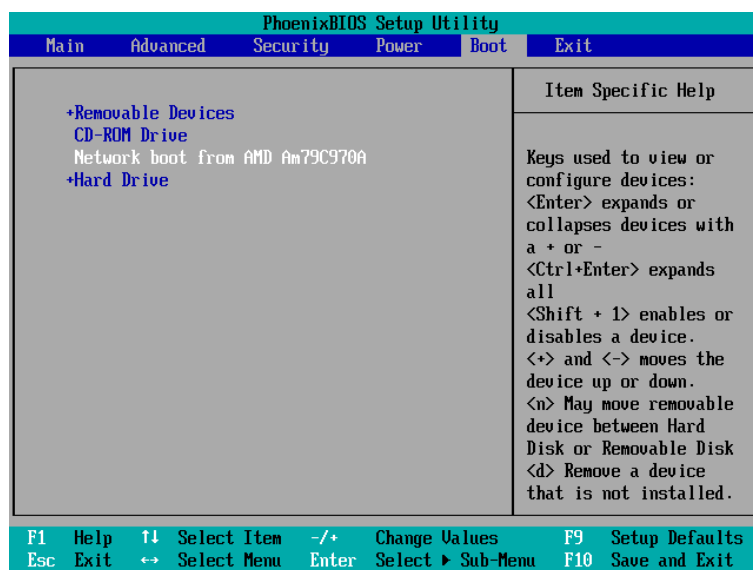 PhoenixBIOS Setup Utility
Main Advanced Security Power Boot Exit
+Removable Devices
CD-ROM Drive
Network boot from AMD Am79C970A
+Hard Drive
Item Specific Help
Keys used to view or
configure devices:
<Enter> expands or
collapses devices with
a + or -
<Ctrl+Enter> expands
all
<Shift + 1> enables or
disables a device.
<+> and <-> moves the
device up or down.
<n> May move removable
device between Hard
Disk or Removable Disk
<d> Remove a device
that is not installed.
F1 Help ↑↓ Select Item -/+ Change Values F9 Setup Defaults
Esc Exit ↔ Select Menu Enter Select ▶ Sub-Menu F10 Save and Exit